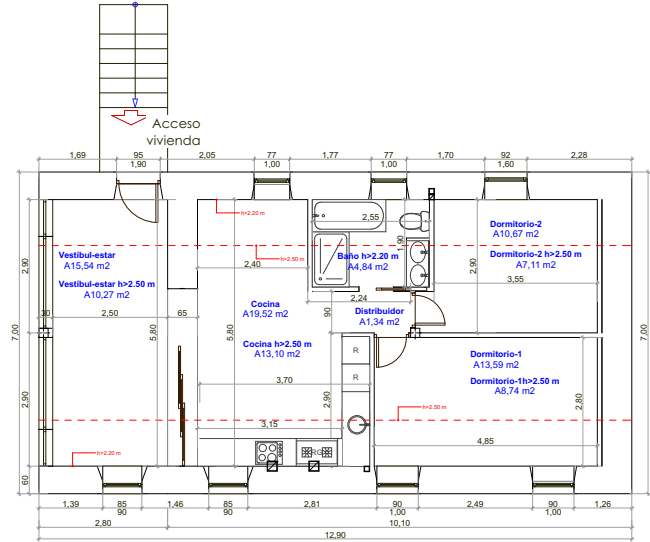 Acceso
vivienda
1,69 95 2,05 77 1,77 77 1,70 92 2,28
1,90 1,00 1,00 1,60
h=2.20 m
2,55
1,90
Dormitorio-2
A10,67 m2
Dormitorio-2 h>2.50 m
A7,11 m2
3,55
2,90
Vestibul-estar
A15,54 m2
Vestibul-estar h>2.50 m
A10,27 m2
h=2.50 m
Baño h>2.20 m
A4,84 m2
2,90
2,40
2,24
Cocina
A19,52 m2
Distribuidor
A1,34 m2
30 2,50 65
90
7,00
5,80
5,80
7,00
Cocina h>2.50 m
A13,10 m2
R
R
Dormitorio-1
A13,59 m2
Dormitorio-1h>2.50 m
A8,74 m2
3,70
2,90
2,90
2,80
h=2.50 m
3,15
4,85
h=2.20 m
RG
60
1,39 85 1,46 85 2,81 90 2,49 90 1,26
90 90 1,00 1,00
2,80 10,10
12,90